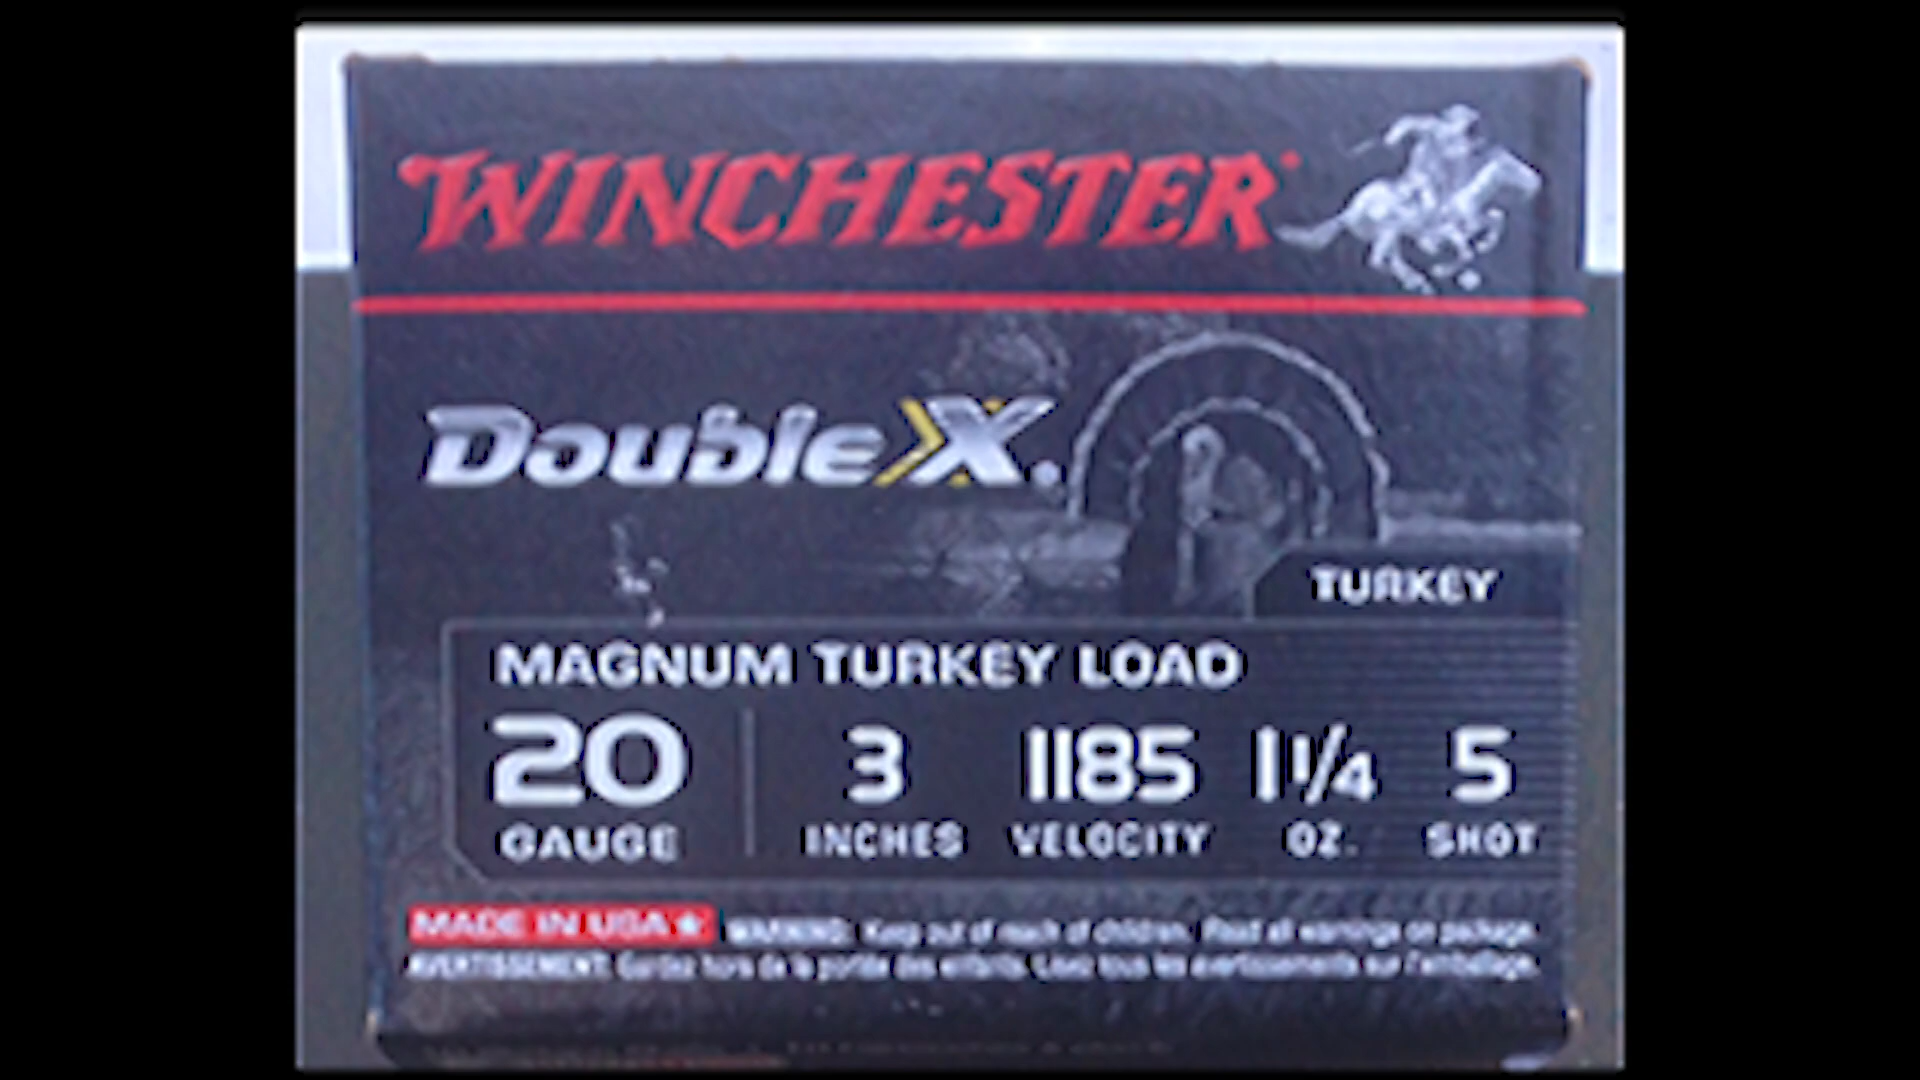 WINCHESTER
Double X
TURKEY
MAGNUM TURKEY LOAD
20 3 1185 1 1/4 5
GAUGE INCHES VELOCITY OZ. SHOT
MADE IN USA ★ WARNING: Keep out of reach of children. Read all warnings on package.
AVERTISSEMENT: Gardez hors de la portée des enfants. Lisez tous les avertissements sur l'emballage.